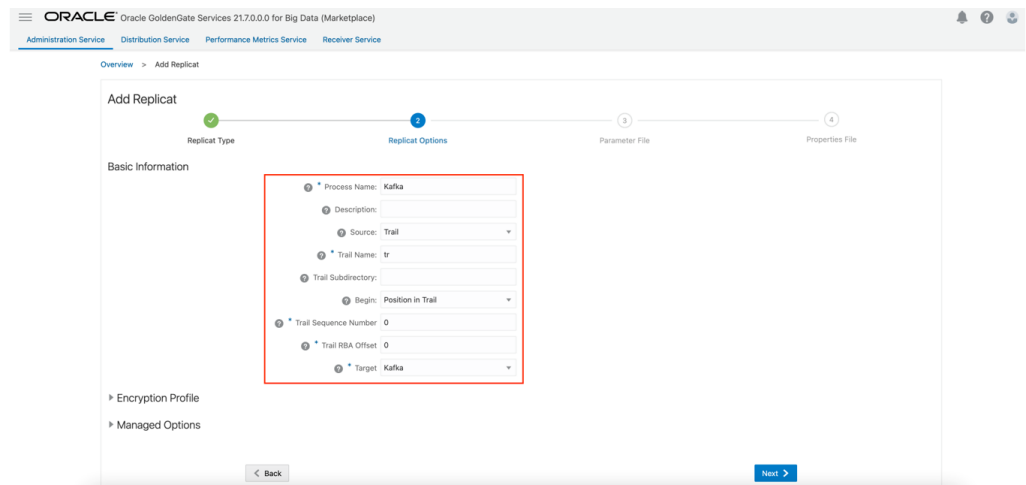 ORACLE® Oracle GoldenGate Services 21.7.0.0.0 for Big Data (Marketplace)
Administration Service Distribution Service Performance Metrics Service Receiver Service
Overview > Add Replicat
Add Replicat
2 3 4
Replicat Type Replicat Options Parameter File Properties File
Basic Information
? * Process Name: Kafka
? Description:
? Source: Trail
? * Trail Name: tr
? Trail Subdirectory:
? Begin: Position in Trail
? * Trail Sequence Number 0
? * Trail RBA Offset 0
? * Target Kafka
Encryption Profile
Managed Options
< Back Next >